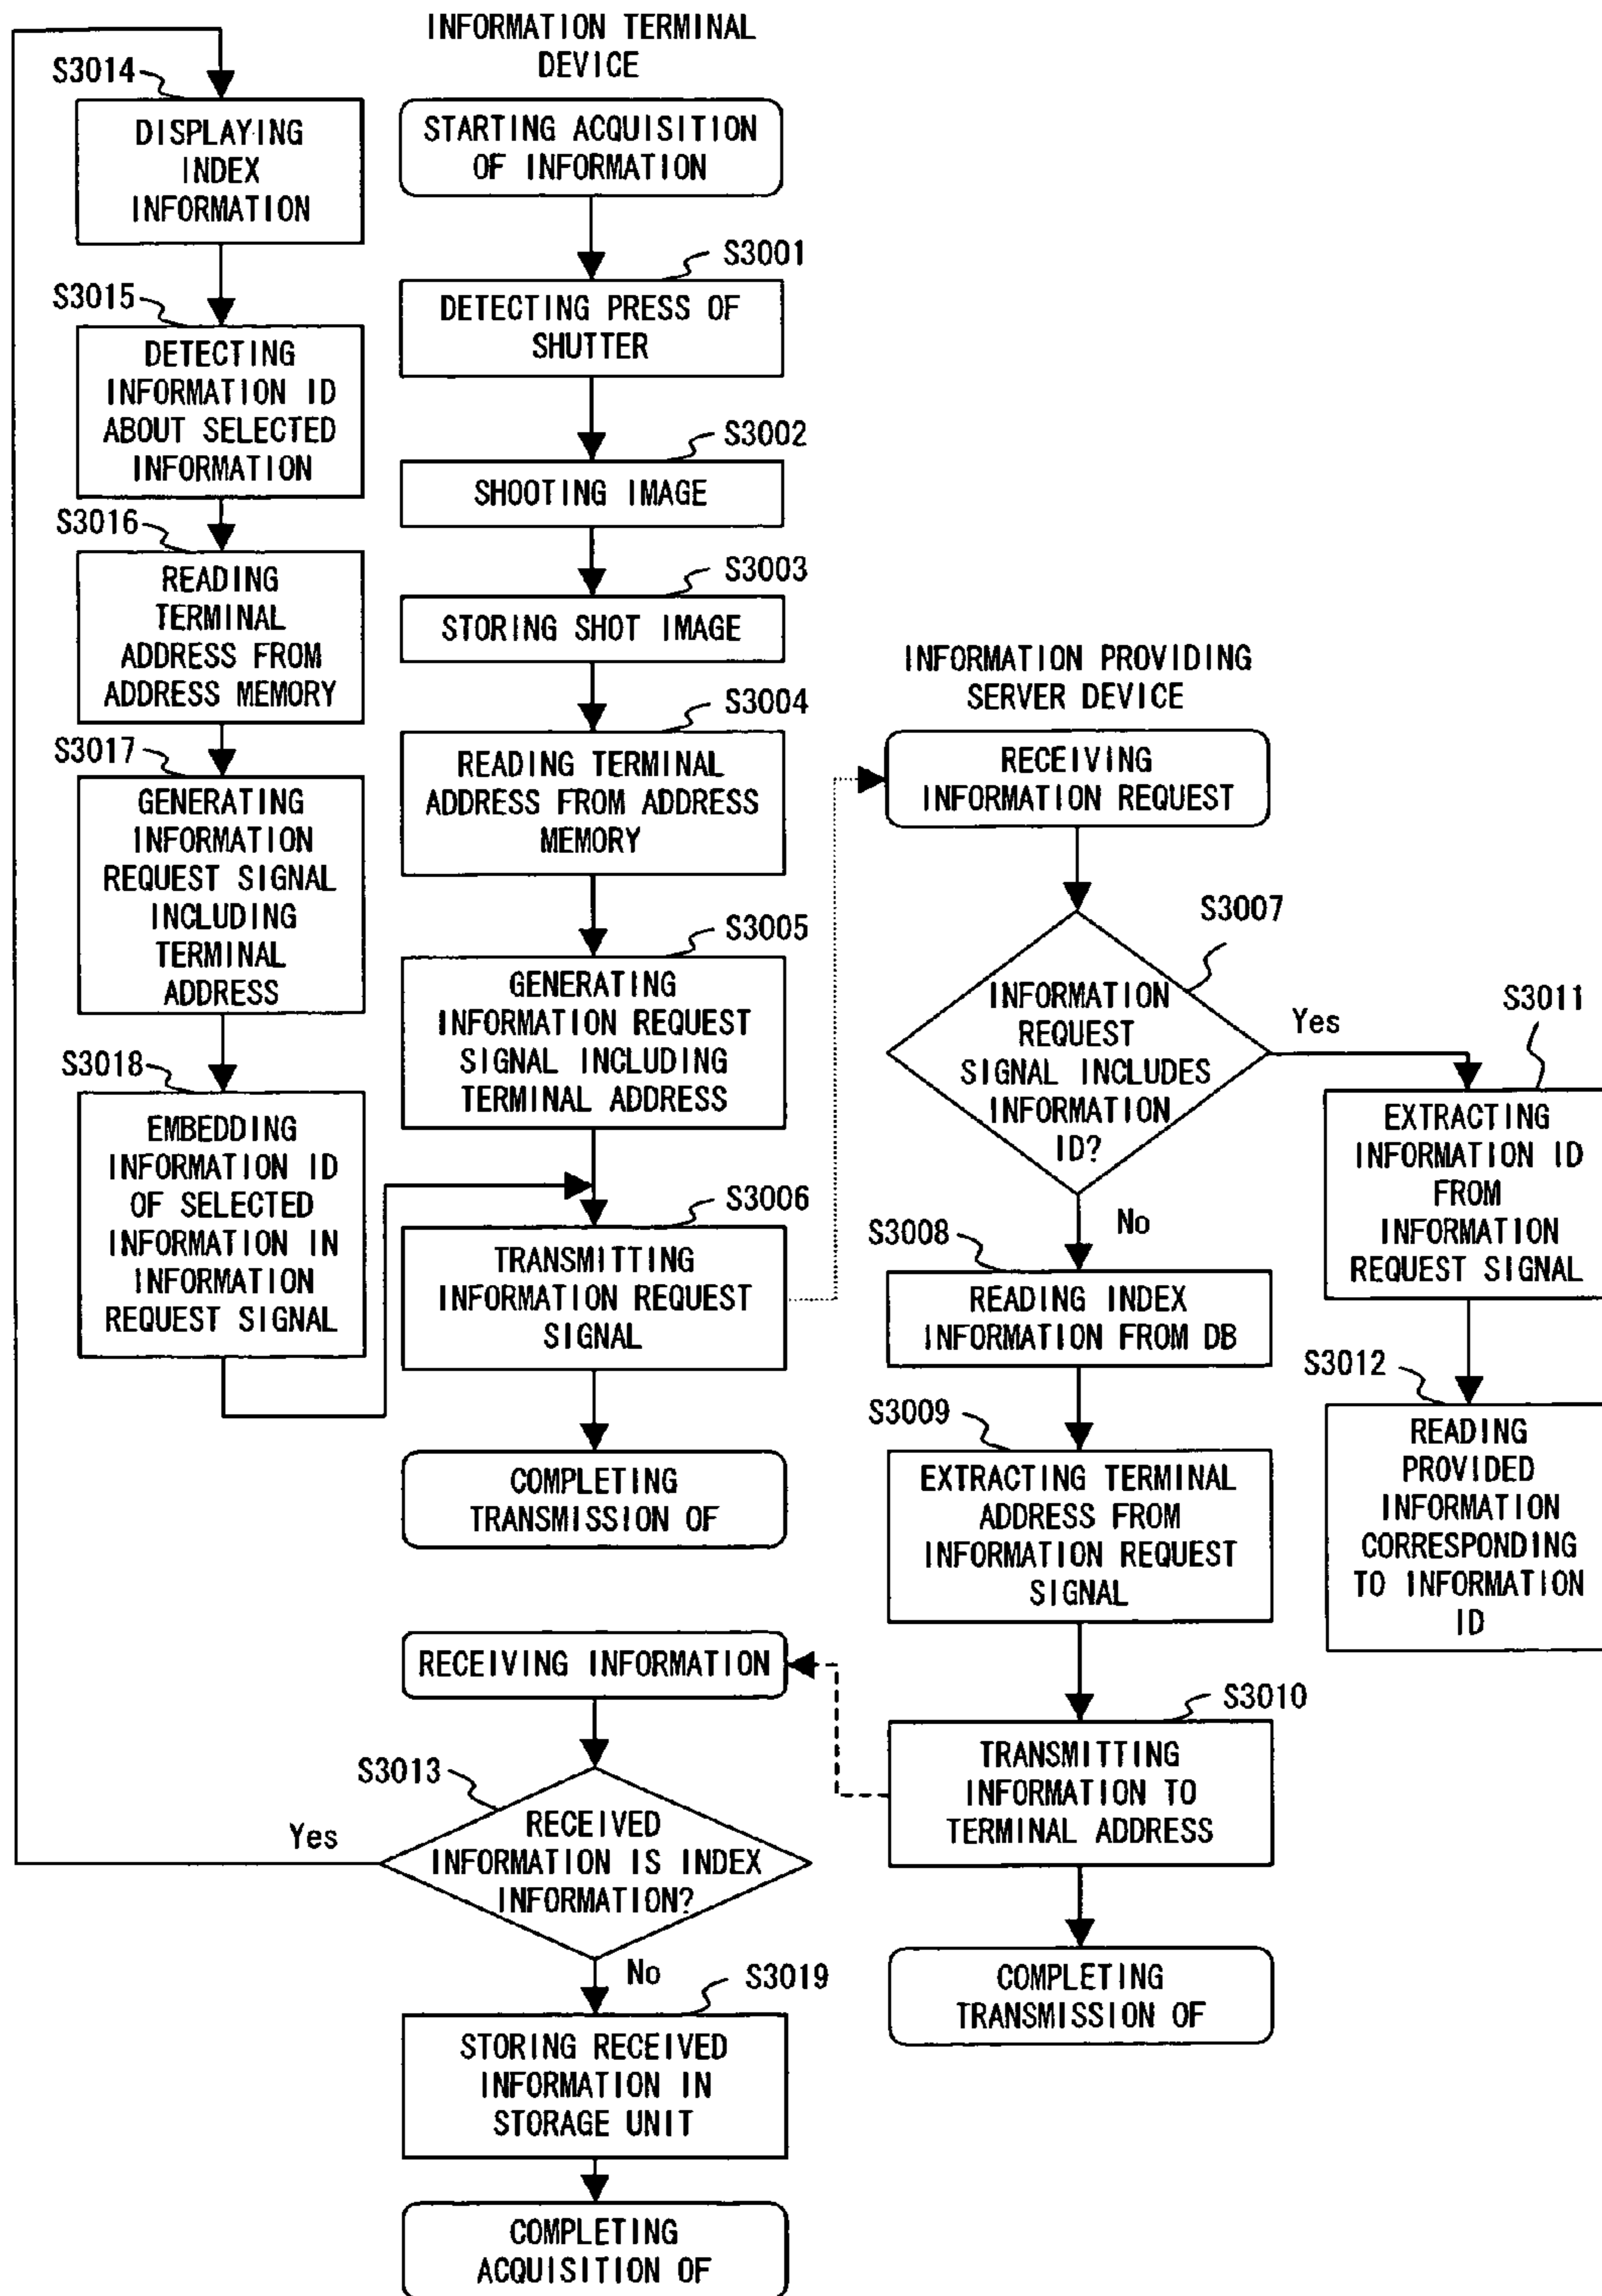 INFORMATION TERMINAL
DEVICE
STARTING ACQUISITION
OF INFORMATION
S3001
DETECTING PRESS OF
SHUTTER
S3002
SHOOTING IMAGE
S3003
STORING SHOT IMAGE
S3004
READING TERMINAL
ADDRESS FROM ADDRESS
MEMORY
S3005
GENERATING
INFORMATION REQUEST
SIGNAL INCLUDING
TERMINAL ADDRESS
S3006
TRANSMITTING
INFORMATION REQUEST
SIGNAL
COMPLETING
TRANSMISSION OF
S3014
DISPLAYING
INDEX
INFORMATION
S3015
DETECTING
INFORMATION ID
ABOUT SELECTED
INFORMATION
S3016
READING
TERMINAL
ADDRESS FROM
ADDRESS MEMORY
S3017
GENERATING
INFORMATION
REQUEST SIGNAL
INCLUDING
TERMINAL
ADDRESS
S3018
EMBEDDING
INFORMATION ID
OF SELECTED
INFORMATION IN
INFORMATION
REQUEST SIGNAL
INFORMATION PROVIDING
SERVER DEVICE
RECEIVING
INFORMATION REQUEST
S3007
INFORMATION
REQUEST
SIGNAL INCLUDES
INFORMATION
ID?
Yes
No
S3011
EXTRACTING
INFORMATION ID
FROM
INFORMATION
REQUEST SIGNAL
S3012
READING
PROVIDED
INFORMATION
CORRESPONDING
TO INFORMATION
ID
S3008
READING INDEX
INFORMATION FROM DB
S3009
EXTRACTING TERMINAL
ADDRESS FROM
INFORMATION REQUEST
SIGNAL
S3010
TRANSMITTING
INFORMATION TO
TERMINAL ADDRESS
COMPLETING
TRANSMISSION OF
RECEIVING INFORMATION
S3013
RECEIVED
INFORMATION IS INDEX
INFORMATION?
Yes
No
S3019
STORING RECEIVED
INFORMATION IN
STORAGE UNIT
COMPLETING
ACQUISITION OF